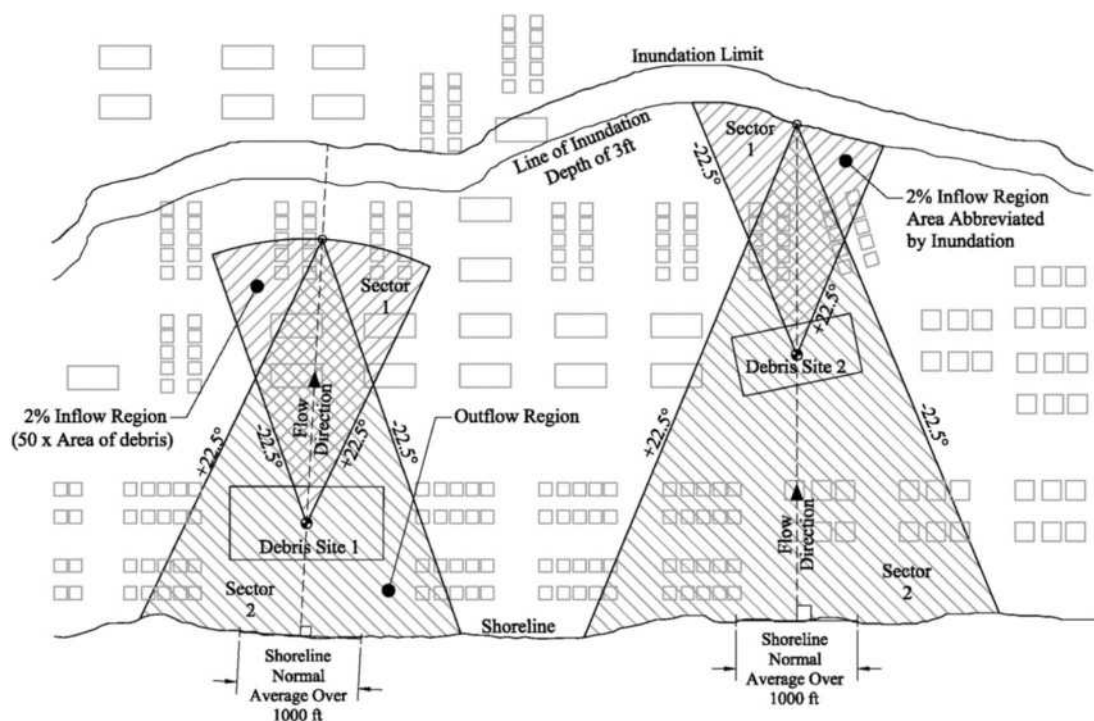 Inundation Limit
Line of Inundation
Depth of 3ft
Sector
1
-22.5°
2% Inflow Region
Area Abbreviated
by Inundation
Sector
1
+22.5°
Debris Site 2
2% Inflow Region
(50 x Area of debris)
+22.5°
-22.5°
Flow
Direction
+22.5°
-22.5°
Outflow Region
+22.5°
-22.5°
Debris Site 1
Flow
Direction
Sector
2
Sector
2
Shoreline
Shoreline
Normal
Average Over
1000 ft
Shoreline
Normal
Average Over
1000 ft